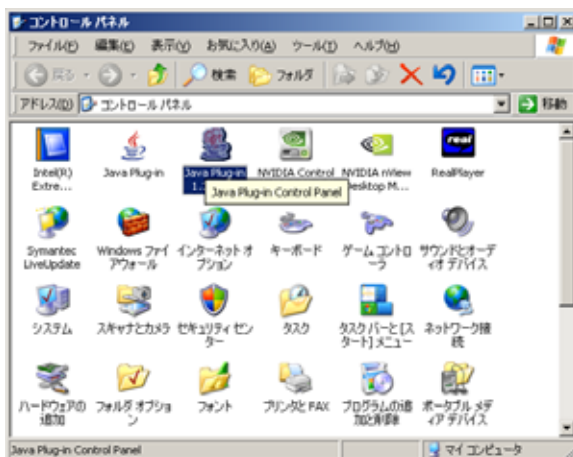 コントロール パネル
ファイル(F) 編集(E) 表示(V) お気に入り(A) ツール(T) ヘルプ(H)
戻る 検索 フォルダ
アドレス(D) コントロール パネル 移動
Intel(R) Extre... Java Plug-in Java Plug-in NVIDIA Control NVIDIA nView Desktop M... RealPlayer
real
Java Plug-in Control Panel
Symantec LiveUpdate Windows ファイアウォール インターネット オプション キーボード ゲーム コントローラ サウンドとオーディオ デバイス
システム スキャナとカメラ セキュリティ センター タスク タスク バーと [スタート] メニュー ネットワーク接続
ハードウェアの追加 フォルダ オプション フォント プリンタと FAX プログラムの追加と削除 ポータブル メディア デバイス
Java Plug-in Control Panel マイ コンピュータ